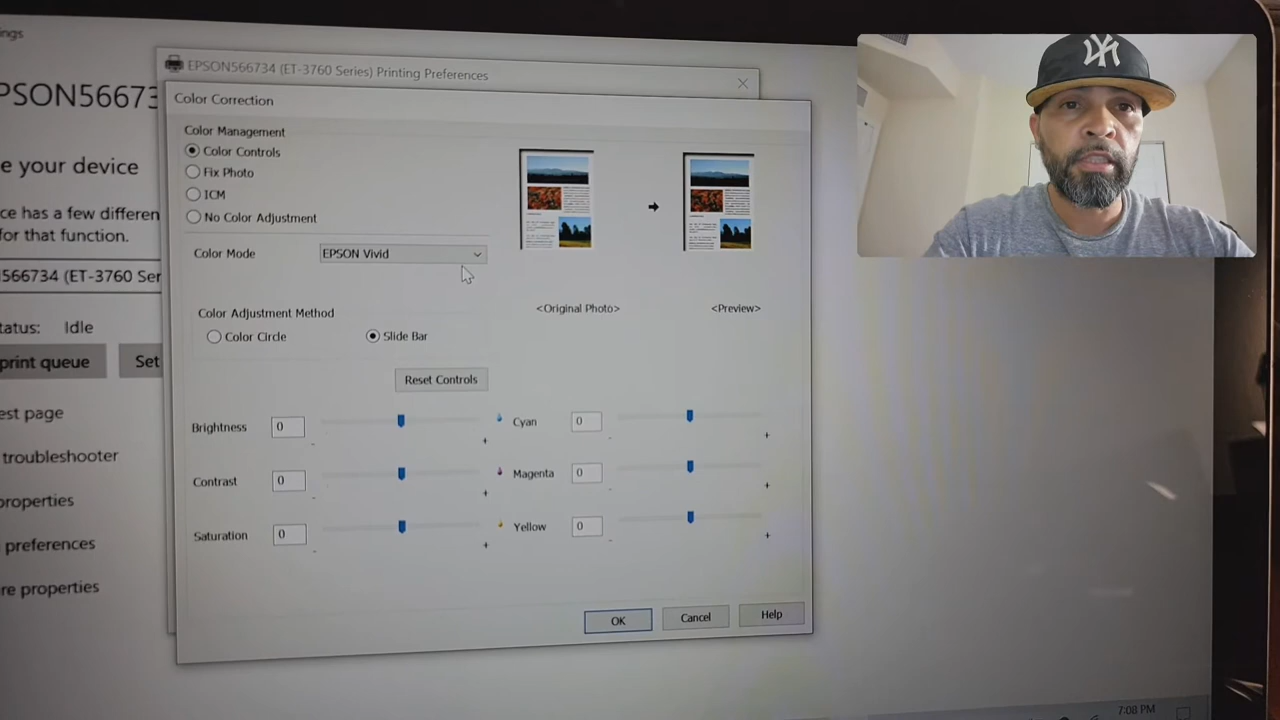 ngs
EPSON566734 (ET-3760 Series) Printing Preferences
PSON56673
Color Correction
Color Management
Color Controls
Fix Photo
ICM
No Color Adjustment
e your device
ce has a few differen
for that function.
Color Mode
EPSON Vivid
566734 (ET-3760 Ser
<Original Photo>
<Preview>
Color Adjustment Method
Color Circle
Slide Bar
tatus: Idle
print queue
Set
Reset Controls
est page
Brightness
0
-
+
Cyan
0
-
+
troubleshooter
Contrast
0
-
+
Magenta
0
-
+
properties
Saturation
0
-
+
Yellow
0
-
+
preferences
re properties
OK
Cancel
Help
7:08 PM
NY